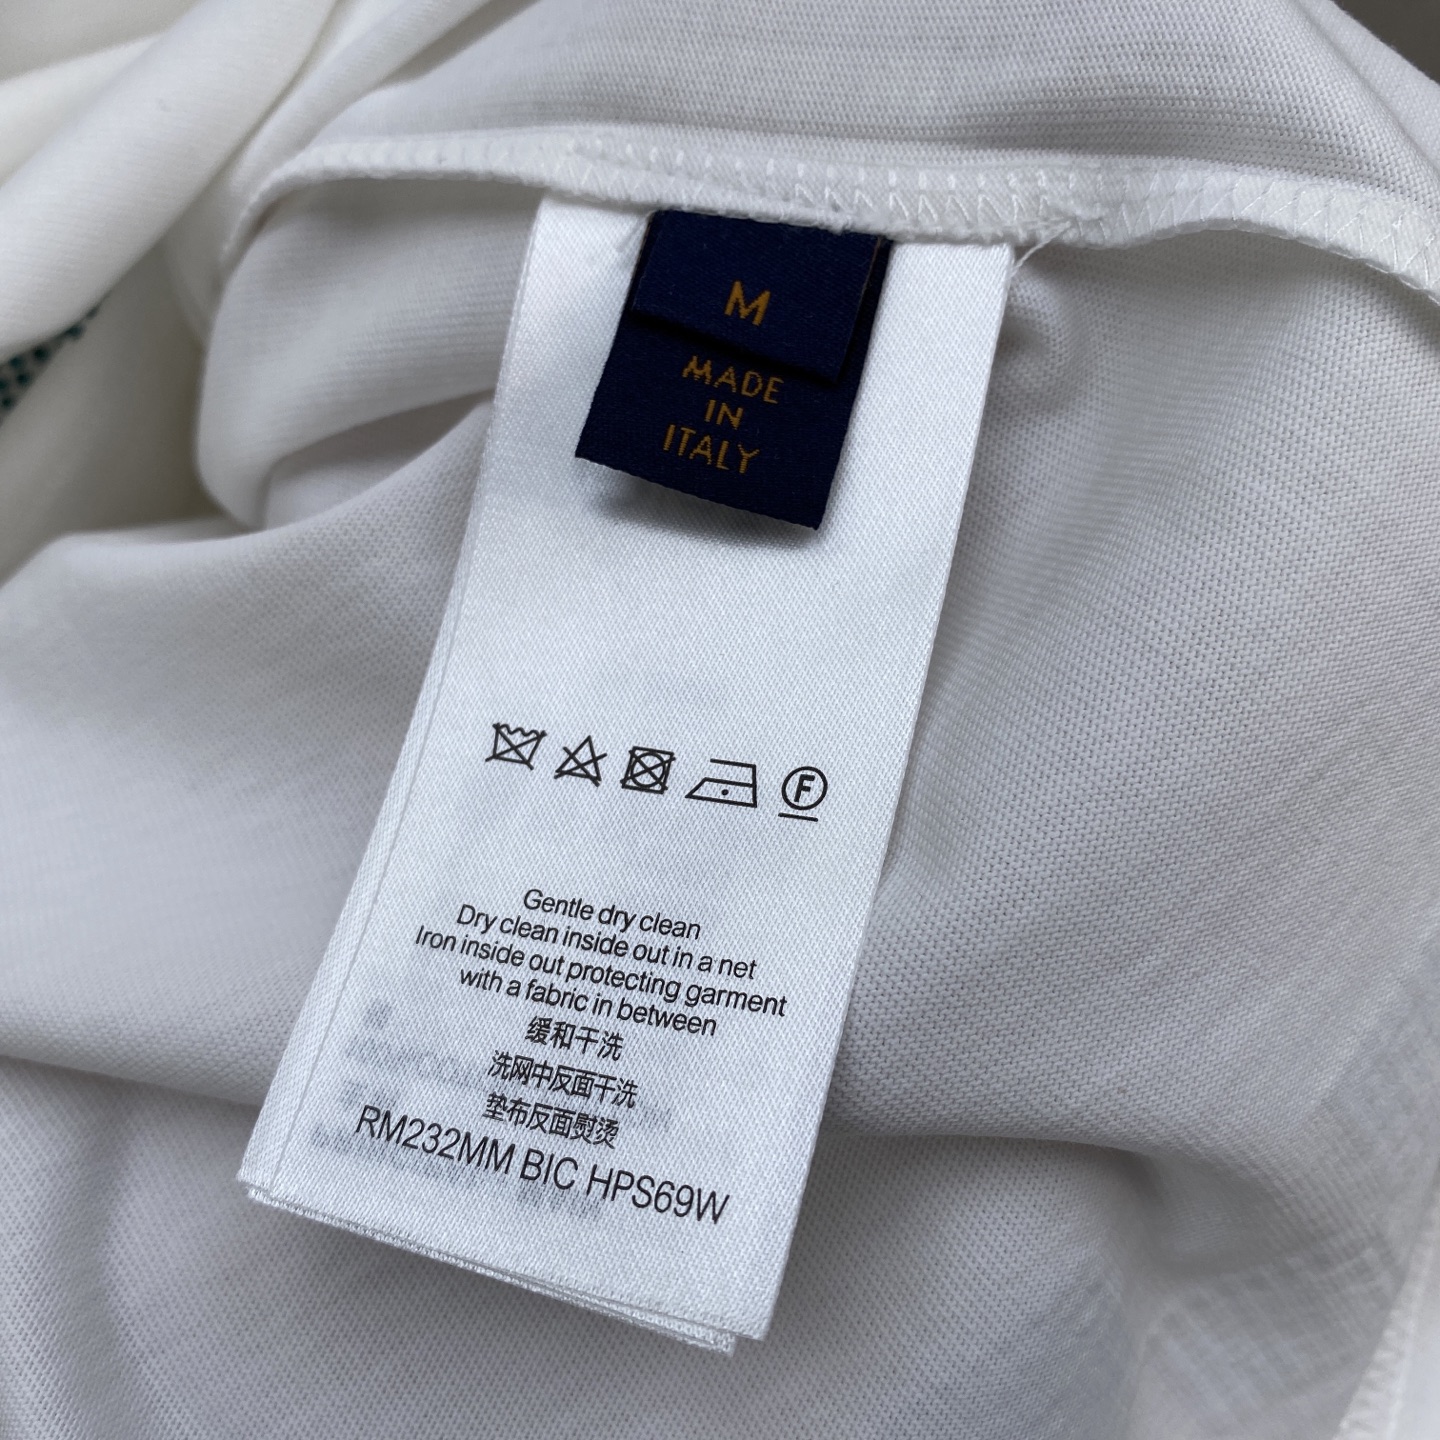 M
MADE
IN
ITALY
F
Gentle dry clean
Dry clean inside out in a net
Iron inside out protecting garment
with a fabric in between
缓和干洗
洗网中反面干洗
垫布反面熨烫
RM232MM BIC HPS69W